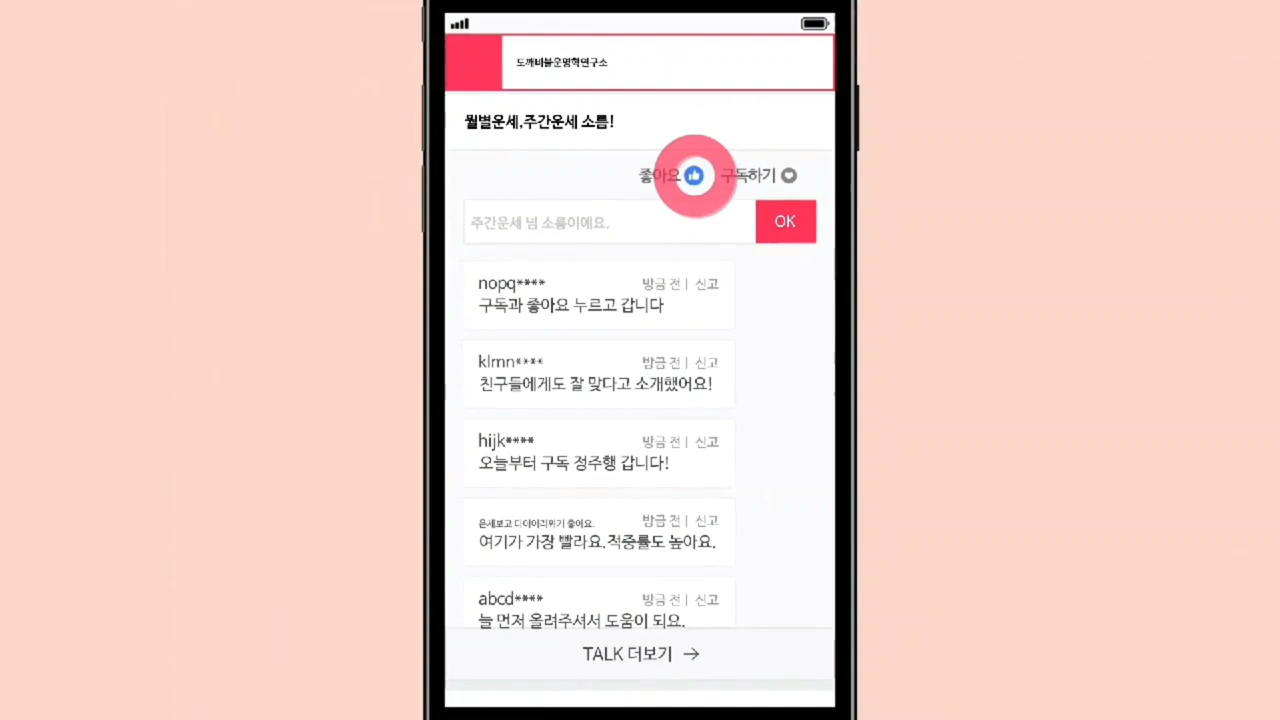 도깨비불운명학연구소
월별운세,주간운세 소름!
좋아요 구독하기
주간운세 넘 소름이예요.
OK
nopq**** 방금 전 | 신고
구독과 좋아요 누르고 갑니다
klmn**** 방금 전 | 신고
친구들에게도 잘 맞다고 소개했어요!
hijk**** 방금 전 | 신고
오늘부터 구독 정주행 갑니다!
운세보고 다이어리쓰기 좋아요. 방금 전 | 신고
여기가 가장 빨라요.적중률도 높아요.
abcd**** 방금 전 | 신고
늘 먼저 올려주셔서 도움이 되요.
TALK 더보기 →